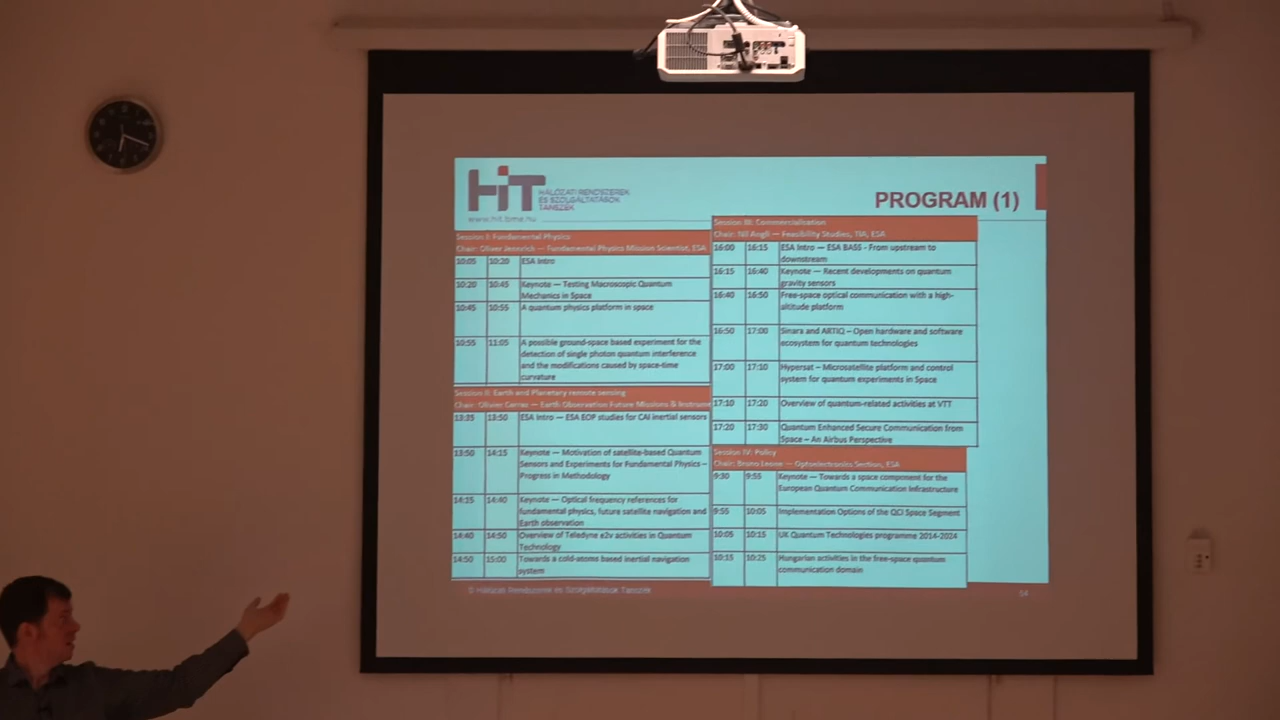 HIT
HÁLÓZATI RENDSZEREK
ÉS SZOLGÁLTATÁSOK
TANSZÉK
www.hit.bme.hu
PROGRAM (1)
Session I: Fundamental Physics
Chair: Oliver Jennrich — Fundamental Physics Mission Scientist, ESA
10:05 10:20 ESA Intro
10:20 10:45 Keynote — Testing Macroscopic Quantum
Mechanics in Space
10:45 10:55 A quantum physics platform in space
10:55 11:05 A possible ground-space based experiment for the
detection of single photon quantum interference
and the modifications caused by space-time
curvature
Session II: Earth and Planetary remote sensing
Chair: Olivier Carraz — Earth Observation Future Missions & Instrume
13:35 13:50 ESA Intro — ESA EOP studies for CAI inertial sensors
13:50 14:15 Keynote — Motivation of satellite-based Quantum
Sensors and Experiments for Fundamental Physics –
Progress in Methodology
14:15 14:40 Keynote — Optical frequency references for
fundamental physics, future satellite navigation and
Earth observation
14:40 14:50 Overview of Teledyne e2v activities in Quantum
Technology
14:50 15:00 Towards a cold-atoms based inertial navigation
system
Session III: Commercialisation
Chair: Nil Angli — Feasibility Studies, TIA, ESA
16:00 16:15 ESA Intro — ESA BASS - From upstream to
downstream
16:15 16:40 Keynote — Recent developments on quantum
gravity sensors
16:40 16:50 Free-space optical communication with a high-
altitude platform
16:50 17:00 Sinara and ARTIQ – Open hardware and software
ecosystem for quantum technologies
17:00 17:10 Hypersat – Microsatellite platform and control
system for quantum experiments in Space
17:10 17:20 Overview of quantum-related activities at VTT
17:20 17:30 Quantum Enhanced Secure Communication from
Space – An Airbus Perspective
Session IV: Policy
Chair: Bruno Leone — Optoelectronics Section, ESA
9:30 9:55 Keynote — Towards a space component for the
European Quantum Communication Infrastructure
9:55 10:05 Implementation Options of the QCI Space Segment
10:05 10:15 UK Quantum Technologies programme 2014-2024
10:15 10:25 Hungarian activities in the free-space quantum
communication domain
© Hálózati Rendszerek és Szolgáltatások Tanszék